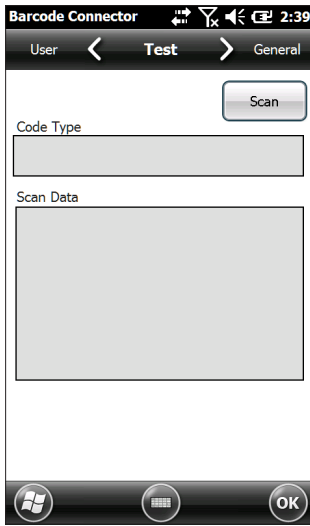 Barcode Connector 2:39
User Test General
Scan
Code Type
Scan Data
OK